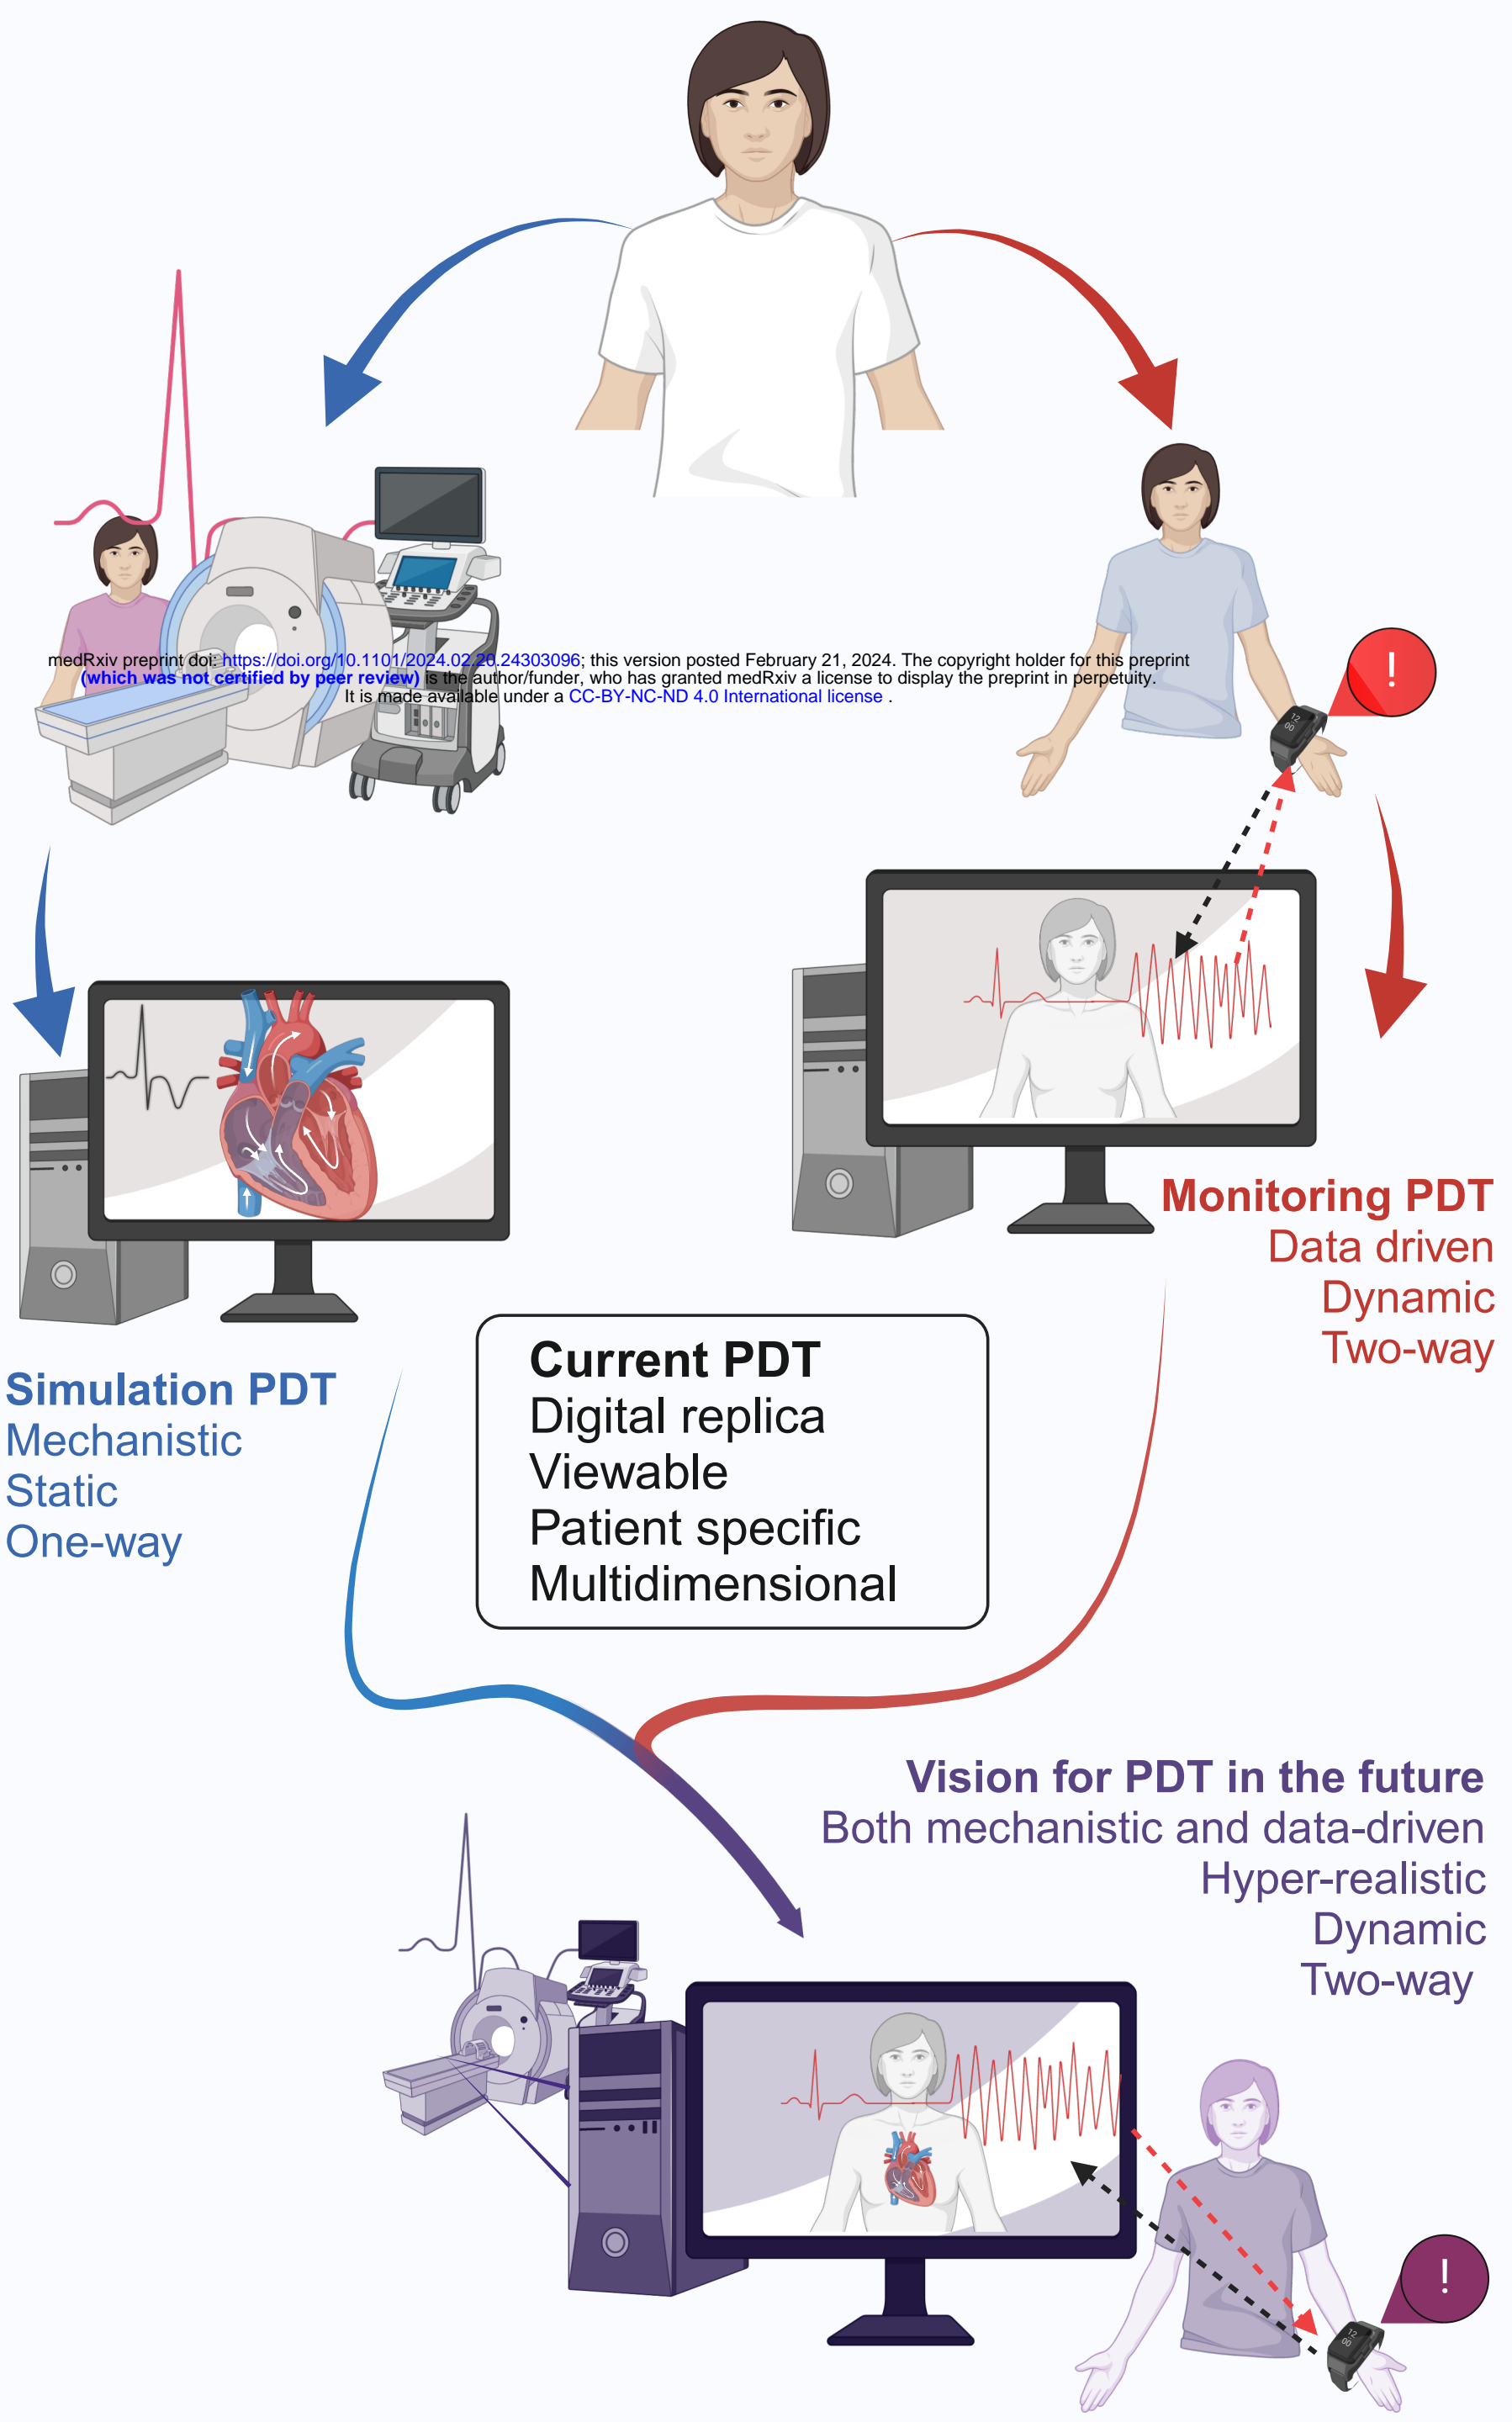 medRxiv preprint doi: https://doi.org/10.1101/2024.02.20.24303096; this version posted February 21, 2024. The copyright holder for this preprint
(which was not certified by peer review) is the author/funder, who has granted medRxiv a license to display the preprint in perpetuity.
It is made available under a CC-BY-NC-ND 4.0 International license .
!
12
00
Monitoring PDT
Data driven
Dynamic
Two-way
Simulation PDT
Mechanistic
Static
One-way
Current PDT
Digital replica
Viewable
Patient specific
Multidimensional
Vision for PDT in the future
Both mechanistic and data-driven
Hyper-realistic
Dynamic
Two-way
!
12
00